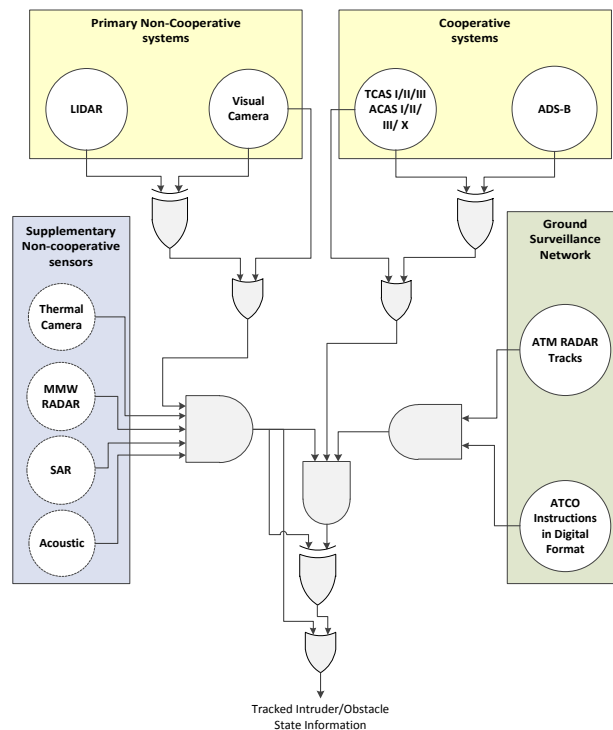 Primary Non-Cooperative
systems
LIDAR
Visual
Camera
Cooperative
systems
TCAS I/II/III
ACAS I/II/
III/ X
ADS-B
Supplementary
Non-cooperative
sensors
Thermal
Camera
MMW
RADAR
SAR
Acoustic
Ground
Surveillance
Network
ATM RADAR
Tracks
ATCO
Instructions
in Digital
Format
Tracked Intruder/Obstacle
State Information